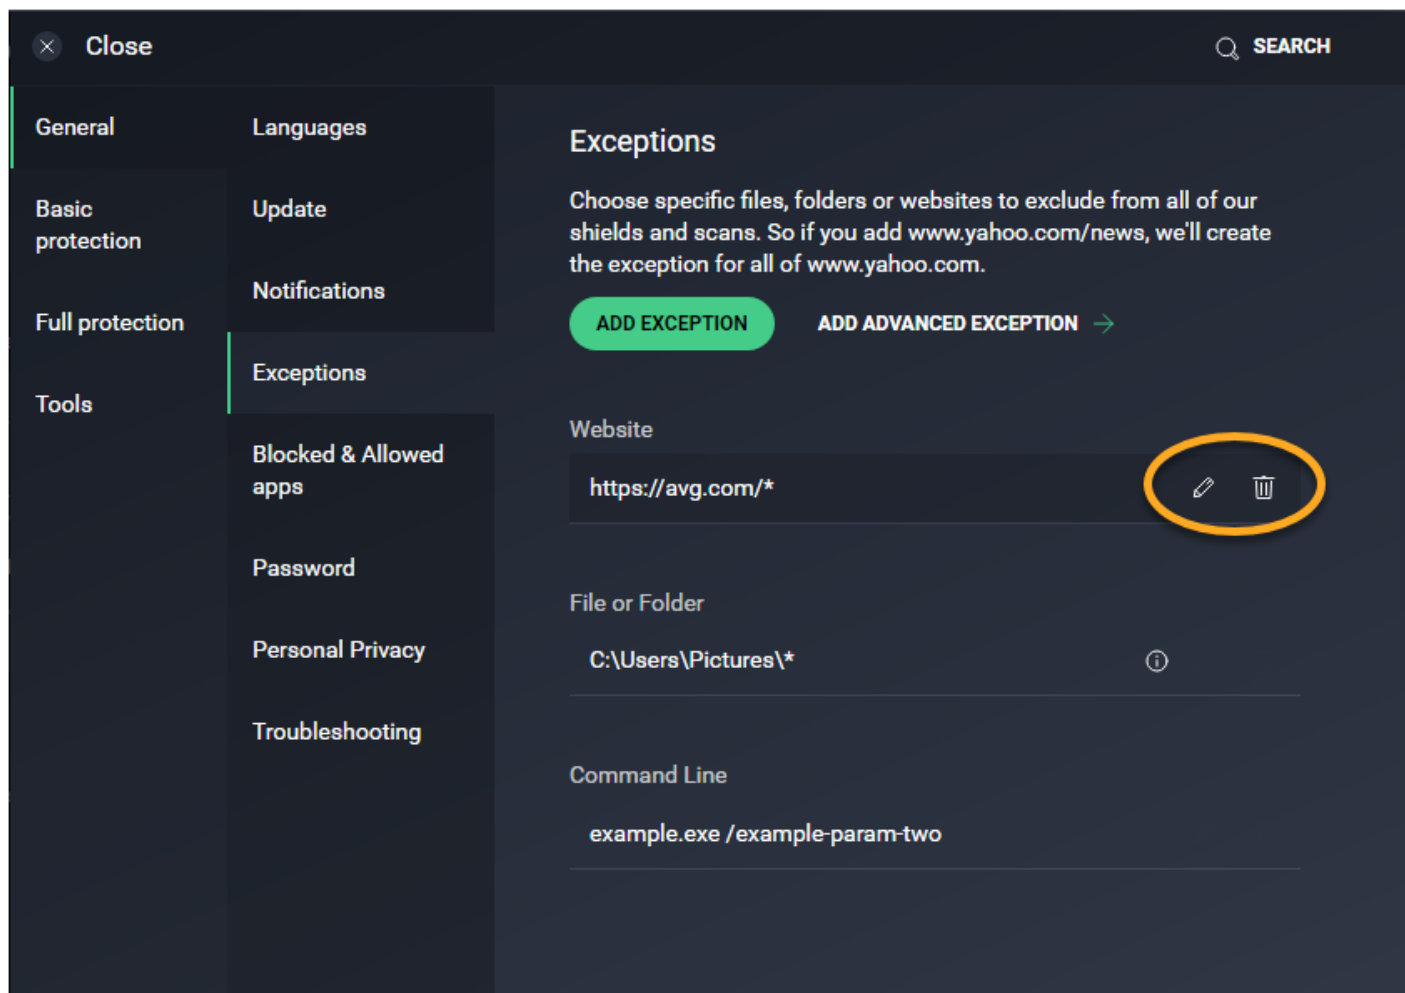 Close
SEARCH
General
Basic
protection
Full protection
Tools
Languages
Update
Notifications
Exceptions
Blocked & Allowed
apps
Password
Personal Privacy
Troubleshooting
Exceptions
Choose specific files, folders or websites to exclude from all of our
shields and scans. So if you add www.yahoo.com/news, we'll create
the exception for all of www.yahoo.com.
ADD EXCEPTION
ADD ADVANCED EXCEPTION
Website
https://avg.com/*
File or Folder
C:\Users\Pictures\*
Command Line
example.exe /example-param-two